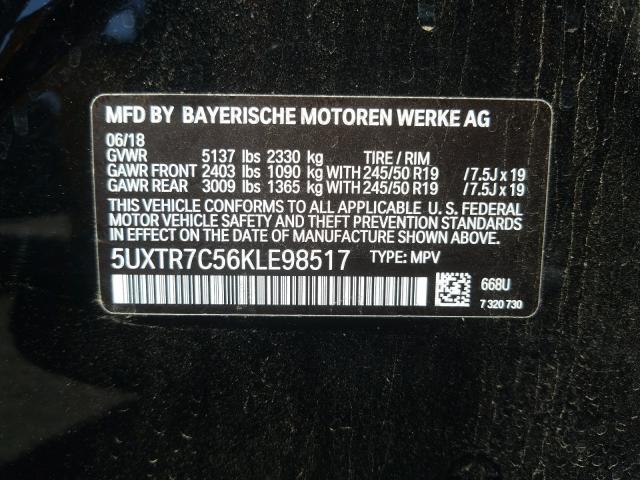 MFD BY BAYERISCHE MOTOREN WERKE AG
06/18
GVWR 5137 lbs 2330 kg TIRE / RIM
GAWR FRONT 2403 lbs 1090 kg WITH 245/50 R19 /7.5J x 19
GAWR REAR 3009 lbs 1365 kg WITH 245/50 R19 /7.5J x 19
THIS VEHICLE CONFORMS TO ALL APPLICABLE U. S. FEDERAL
MOTOR VEHICLE SAFETY AND THEFT PREVENTION STANDARDS
IN EFFECT ON THE DATE OF MANUFACTURE SHOWN ABOVE.
5UXTR7C56KLE98517 TYPE: MPV
668U
7 320 730